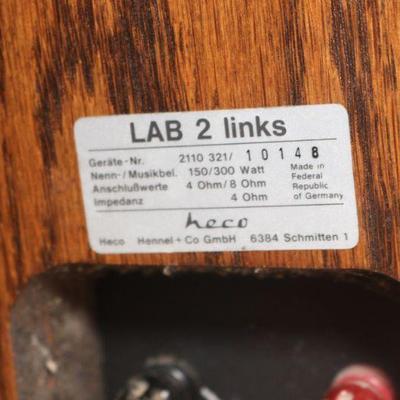 LAB 2 links
Geräte-Nr. 2110 321/ 10148
Nenn-/Musikbel. 150/300 Watt
Anschlußwerte 4 Ohm/8 Ohm
Impedanz 4 Ohm
Made in
Federal
Republic
of Germany
heco
Heco Hennel + Co GmbH 6384 Schmitten 1